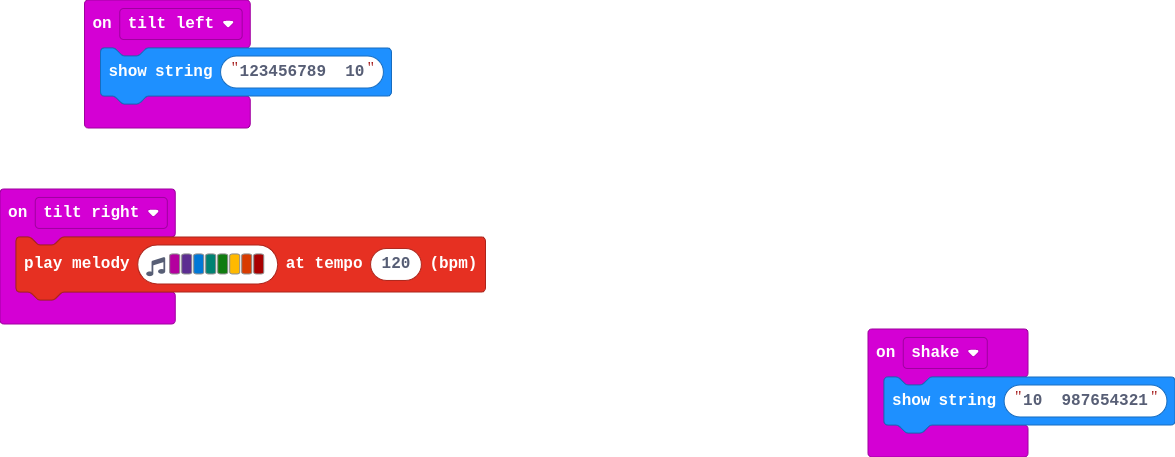 on tilt left
show string "123456789  10"
on tilt right
play melody at tempo 120 (bpm)
on shake
show string "10  987654321"